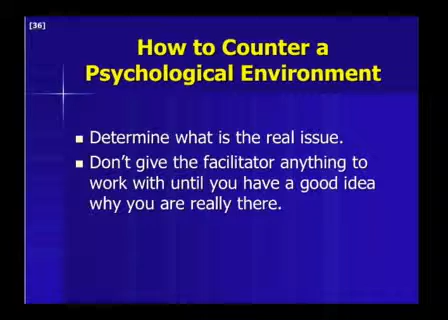 [36]
How to Counter a
Psychological Environment
Determine what is the real issue.
Don't give the facilitator anything to
work with until you have a good idea
why you are really there.